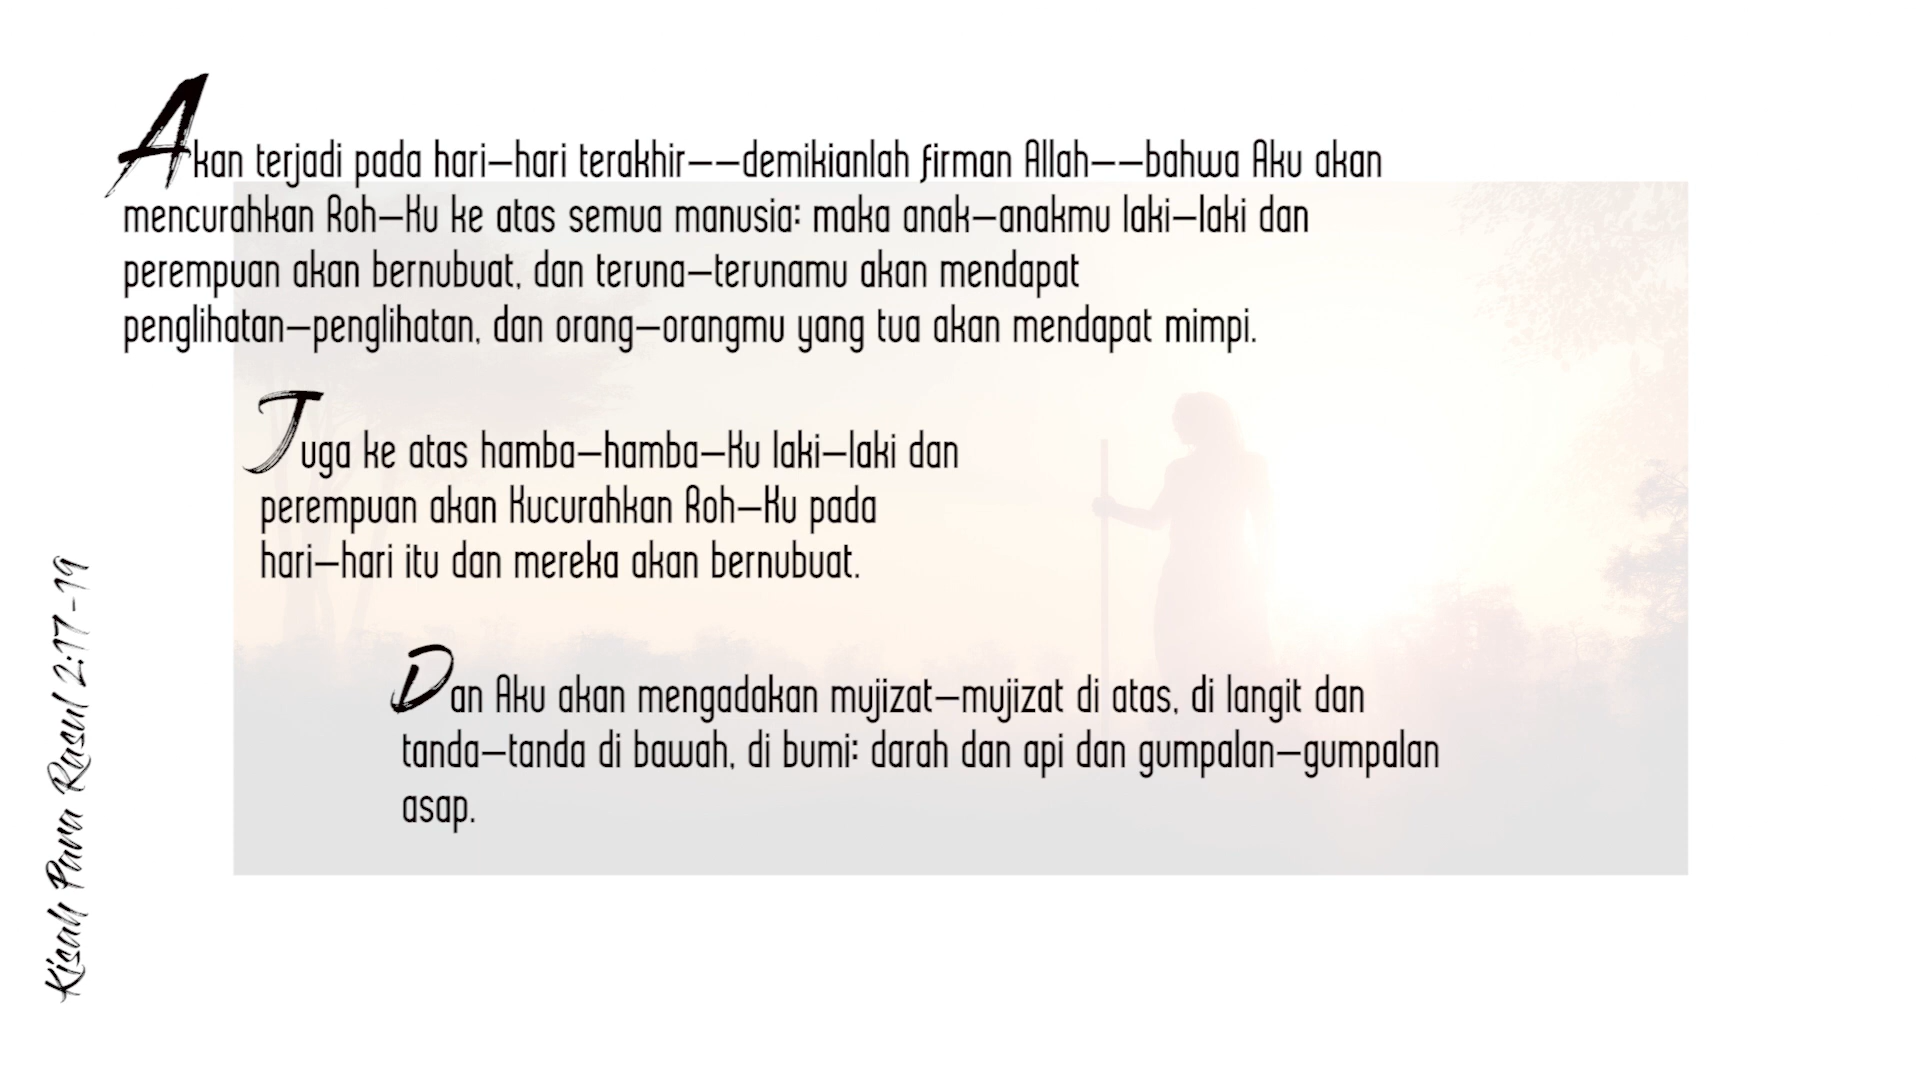 Akan terjadi pada hari-hari terakhir--demikianlah firman Allah--bahwa Aku akan
mencurahkan Roh-Ku ke atas semua manusia: maka anak-anakmu laki-laki dan
perempuan akan bernubuat, dan teruna-terunamu akan mendapat
penglihatan-penglihatan, dan orang-orangmu yang tua akan mendapat mimpi.
Juga ke atas hamba-hamba-Ku laki-laki dan
perempuan akan Kucurahkan Roh-Ku pada
hari-hari itu dan mereka akan bernubuat.
Dan Aku akan mengadakan mujizat-mujizat di atas, di langit dan
tanda-tanda di bawah, di bumi: darah dan api dan gumpalan-gumpalan
asap.
Kisah Para Rasul 2:17-19